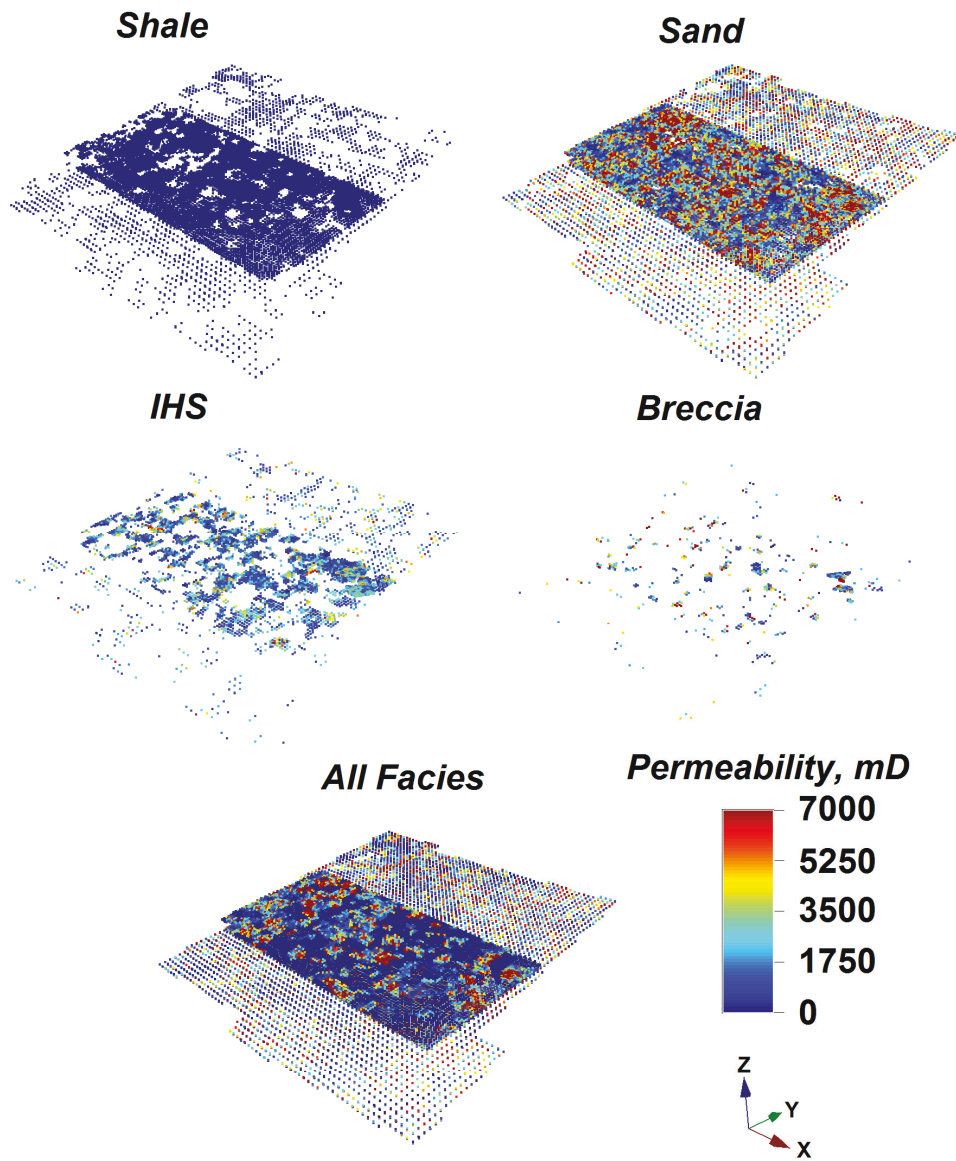 Shale
Sand
IHS
Breccia
All Facies
Permeability, mD
7000
5250
3500
1750
0
Z
Y
X